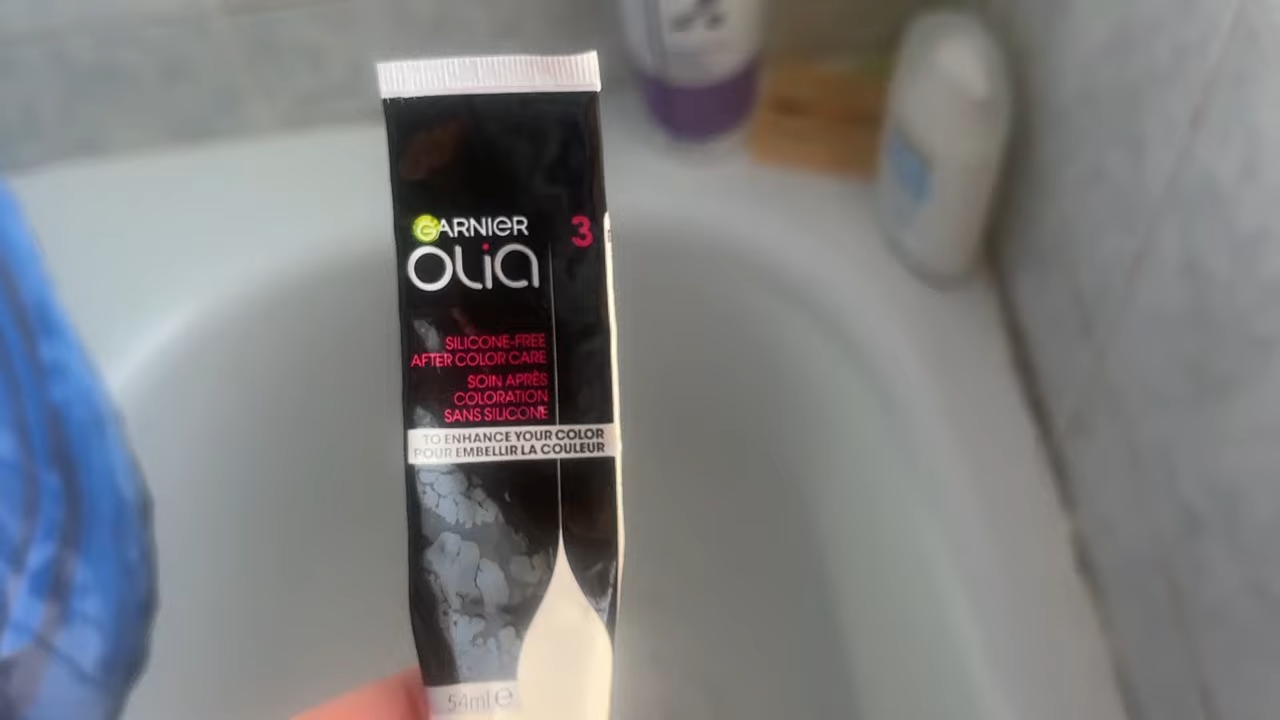 GARNIER
OLIA
3
SILICONE-FREE
AFTER COLOR CARE
SOIN APRÈS
COLORATION
SANS SILICONE
TO ENHANCE YOUR COLOR
POUR EMBELLIR LA COULEUR
54ml ℮